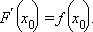 F′(x₀) = f(x₀).